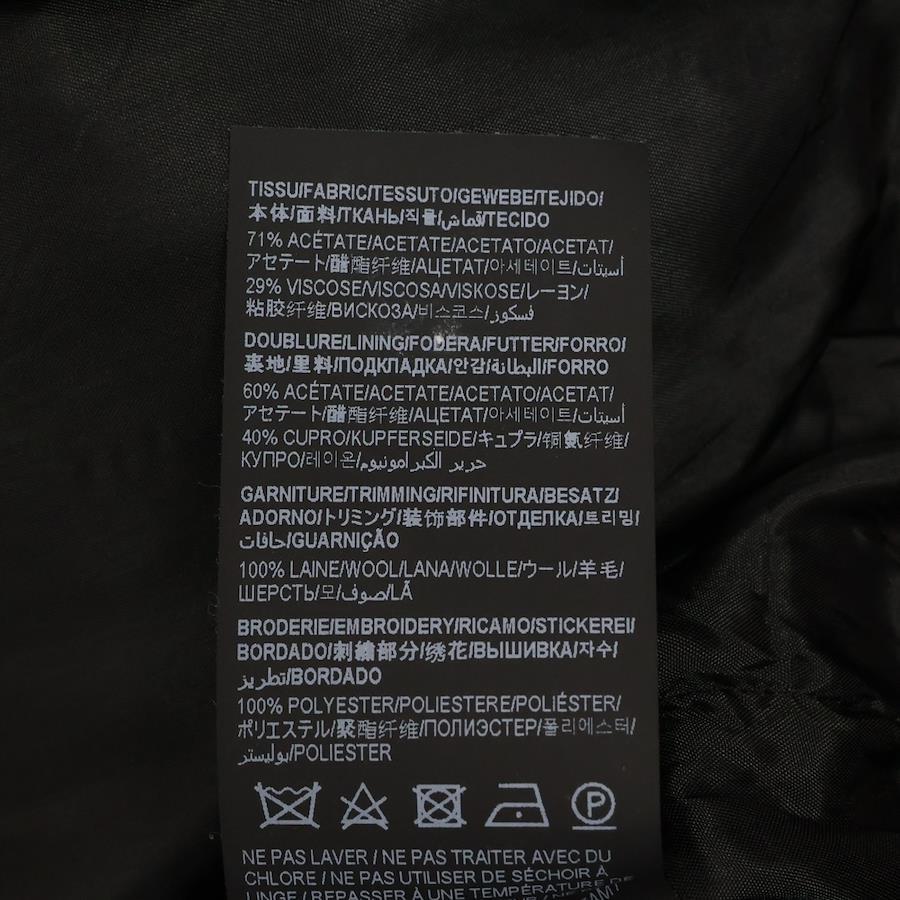 TISSU/FABRIC/TESSUTO/GEWEBE/TEJIDO/
本体/面料/ТКАНЬ/직물/قماش/TECIDO
71% ACÉTATE/ACETATE/ACETATO/ACETAT/
アセテート/醋酯纤维/АЦЕТАТ/아세테이트/أسيتات
29% VISCOSE/VISCOSA/VISKOSE/レーヨン/
粘胶纤维/ВИСКОЗА/비스코스/فسكوز
DOUBLURE/LINING/FODERA/FUTTER/FORRO/
裏地/里料/ПОДКЛАДКА/안감/البطانة/FORRO
60% ACÉTATE/ACETATE/ACETATO/ACETAT/
アセテート/醋酯纤维/АЦЕТАТ/아세테이트/أسيتات
40% CUPRO/KUPFERSEIDE/キュプラ/铜氨纤维/
КУПРО/레이온/حرير الكبرامونيوم
GARNITURE/TRIMMING/RIFINITURA/BESATZ/
ADORNO/トリミング/装饰部件/ОТДЕЛКА/트리밍/
حافات/GUARNIÇÃO
100% LAINE/WOOL/LANA/WOLLE/ウール/羊毛/
ШЕРСТЬ/모/صوف/LÃ
BRODERIE/EMBROIDERY/RICAMO/STICKEREI/
BORDADO/刺繍部分/绣花/ВЫШИВКА/자수/
تطريز/BORDADO
100% POLYESTER/POLIESTERE/POLIÉSTER/
ポリエステル/聚酯纤维/ПОЛИЭСТЕР/폴리에스터/
بوليستر/POLIESTER
P
NE PAS LAVER / NE PAS TRAITER AVEC DU
CHLORE / NE PAS UTILISER DE SÉCHOIR À
LINGE / REPASSER À UNE TEMPÉRATURE